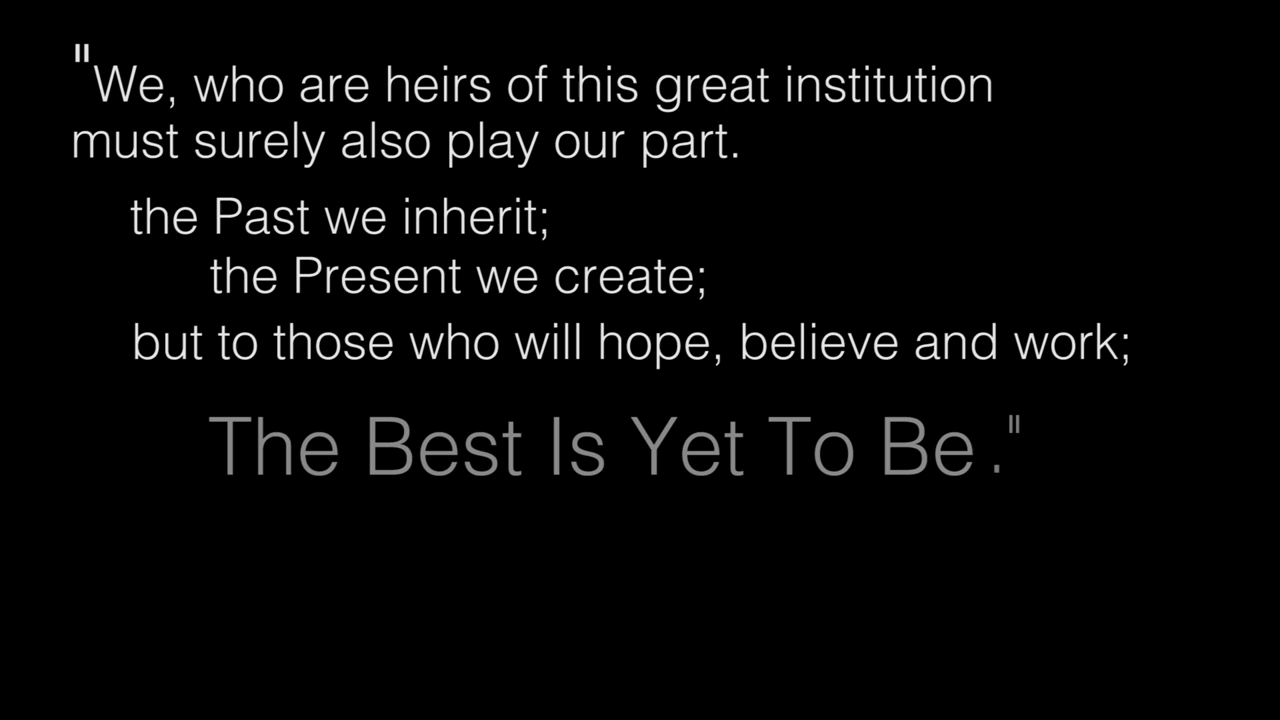 "We, who are heirs of this great institution
must surely also play our part.
the Past we inherit;
the Present we create;
but to those who will hope, believe and work;
The Best Is Yet To Be ."